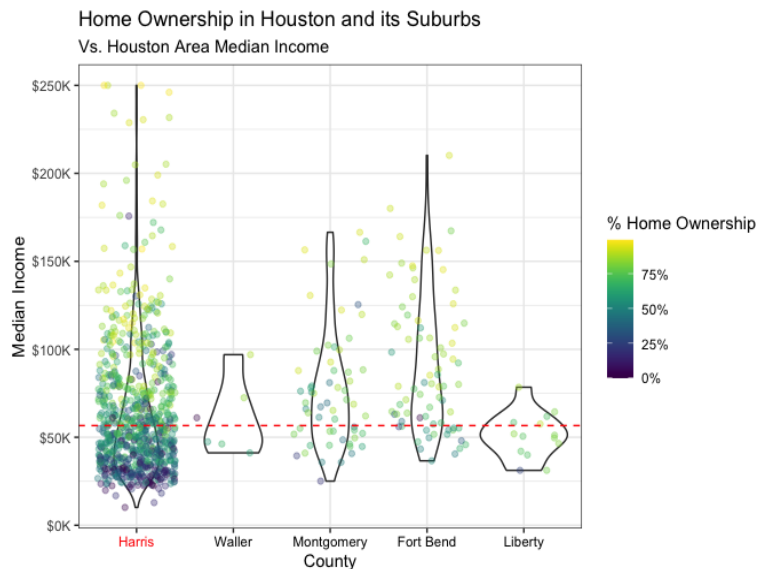 Home Ownership in Houston and its Suburbs
Vs. Houston Area Median Income
$250K
$200K
$150K
$100K
$50K
$0K
Median Income
Harris Waller Montgomery Fort Bend Liberty
County
% Home Ownership
75%
50%
25%
0%